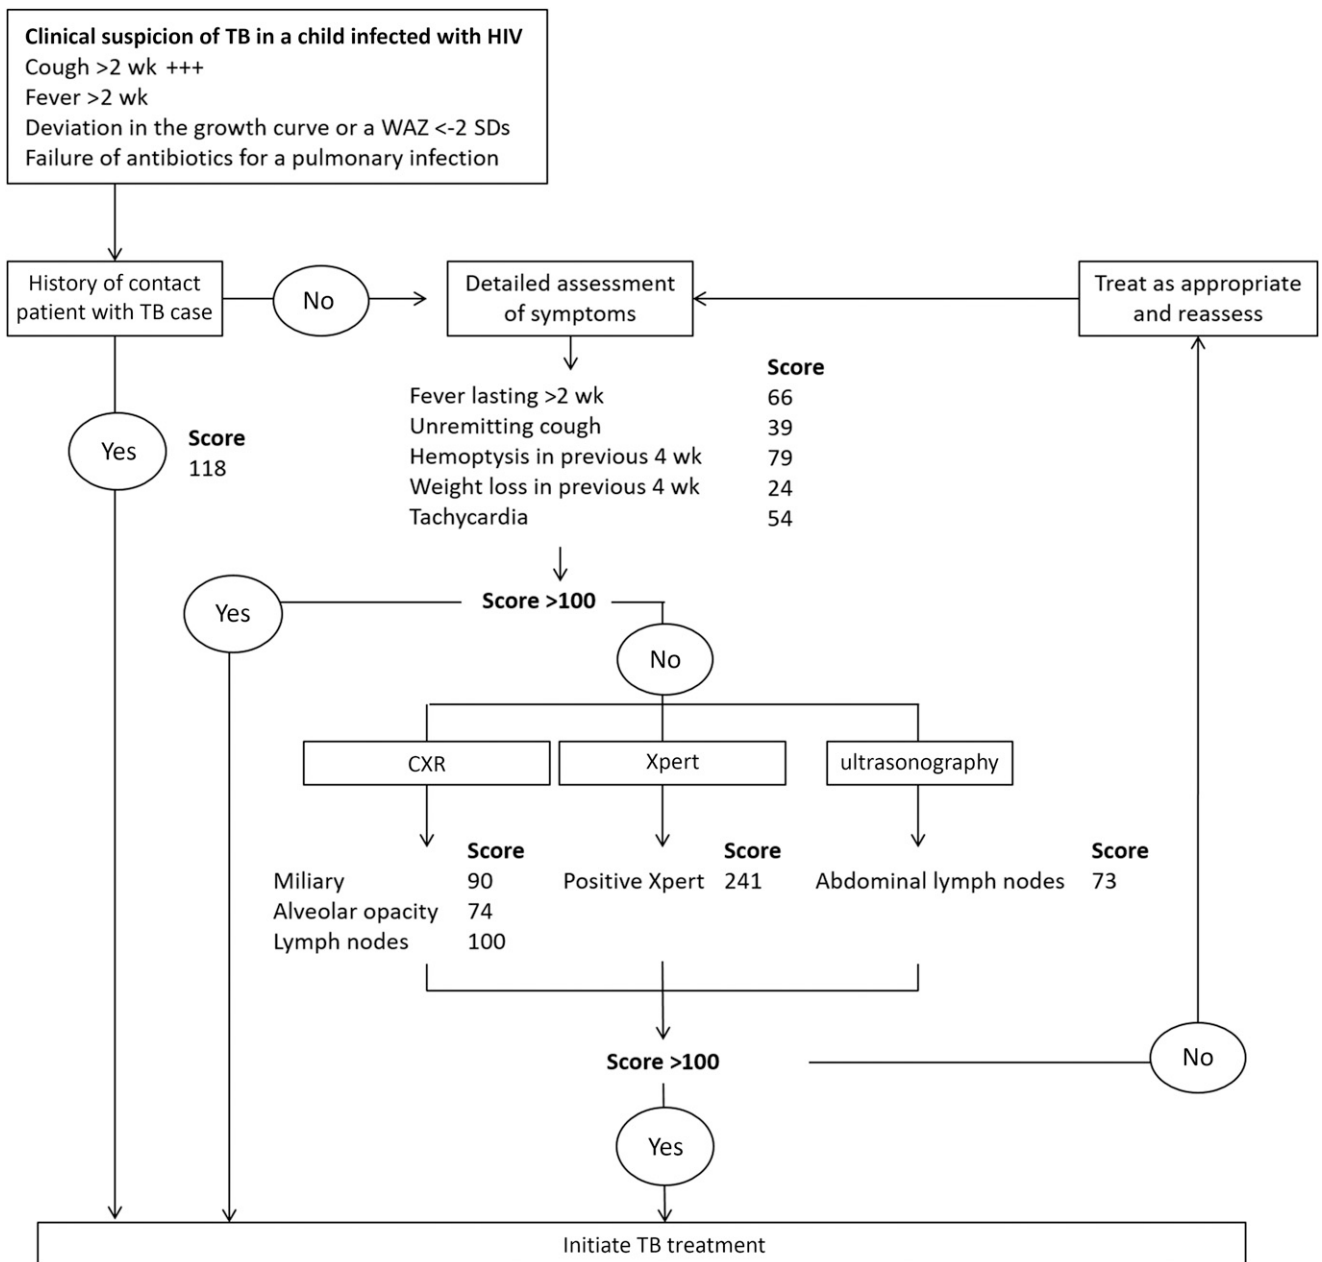 Clinical suspicion of TB in a child infected with HIV
Cough >2 wk +++
Fever >2 wk
Deviation in the growth curve or a WAZ <-2 SDs
Failure of antibiotics for a pulmonary infection
History of contact
patient with TB case
No
Detailed assessment
of symptoms
Treat as appropriate
and reassess
Yes
Score
118
Score
Fever lasting >2 wk 66
Unremitting cough 39
Hemoptysis in previous 4 wk 79
Weight loss in previous 4 wk 24
Tachycardia 54
Score >100
Yes
No
CXR
Xpert
ultrasonography
Score
Miliary 90
Alveolar opacity 74
Lymph nodes 100
Score
Positive Xpert 241
Score
Abdominal lymph nodes 73
Score >100
No
Yes
Initiate TB treatment